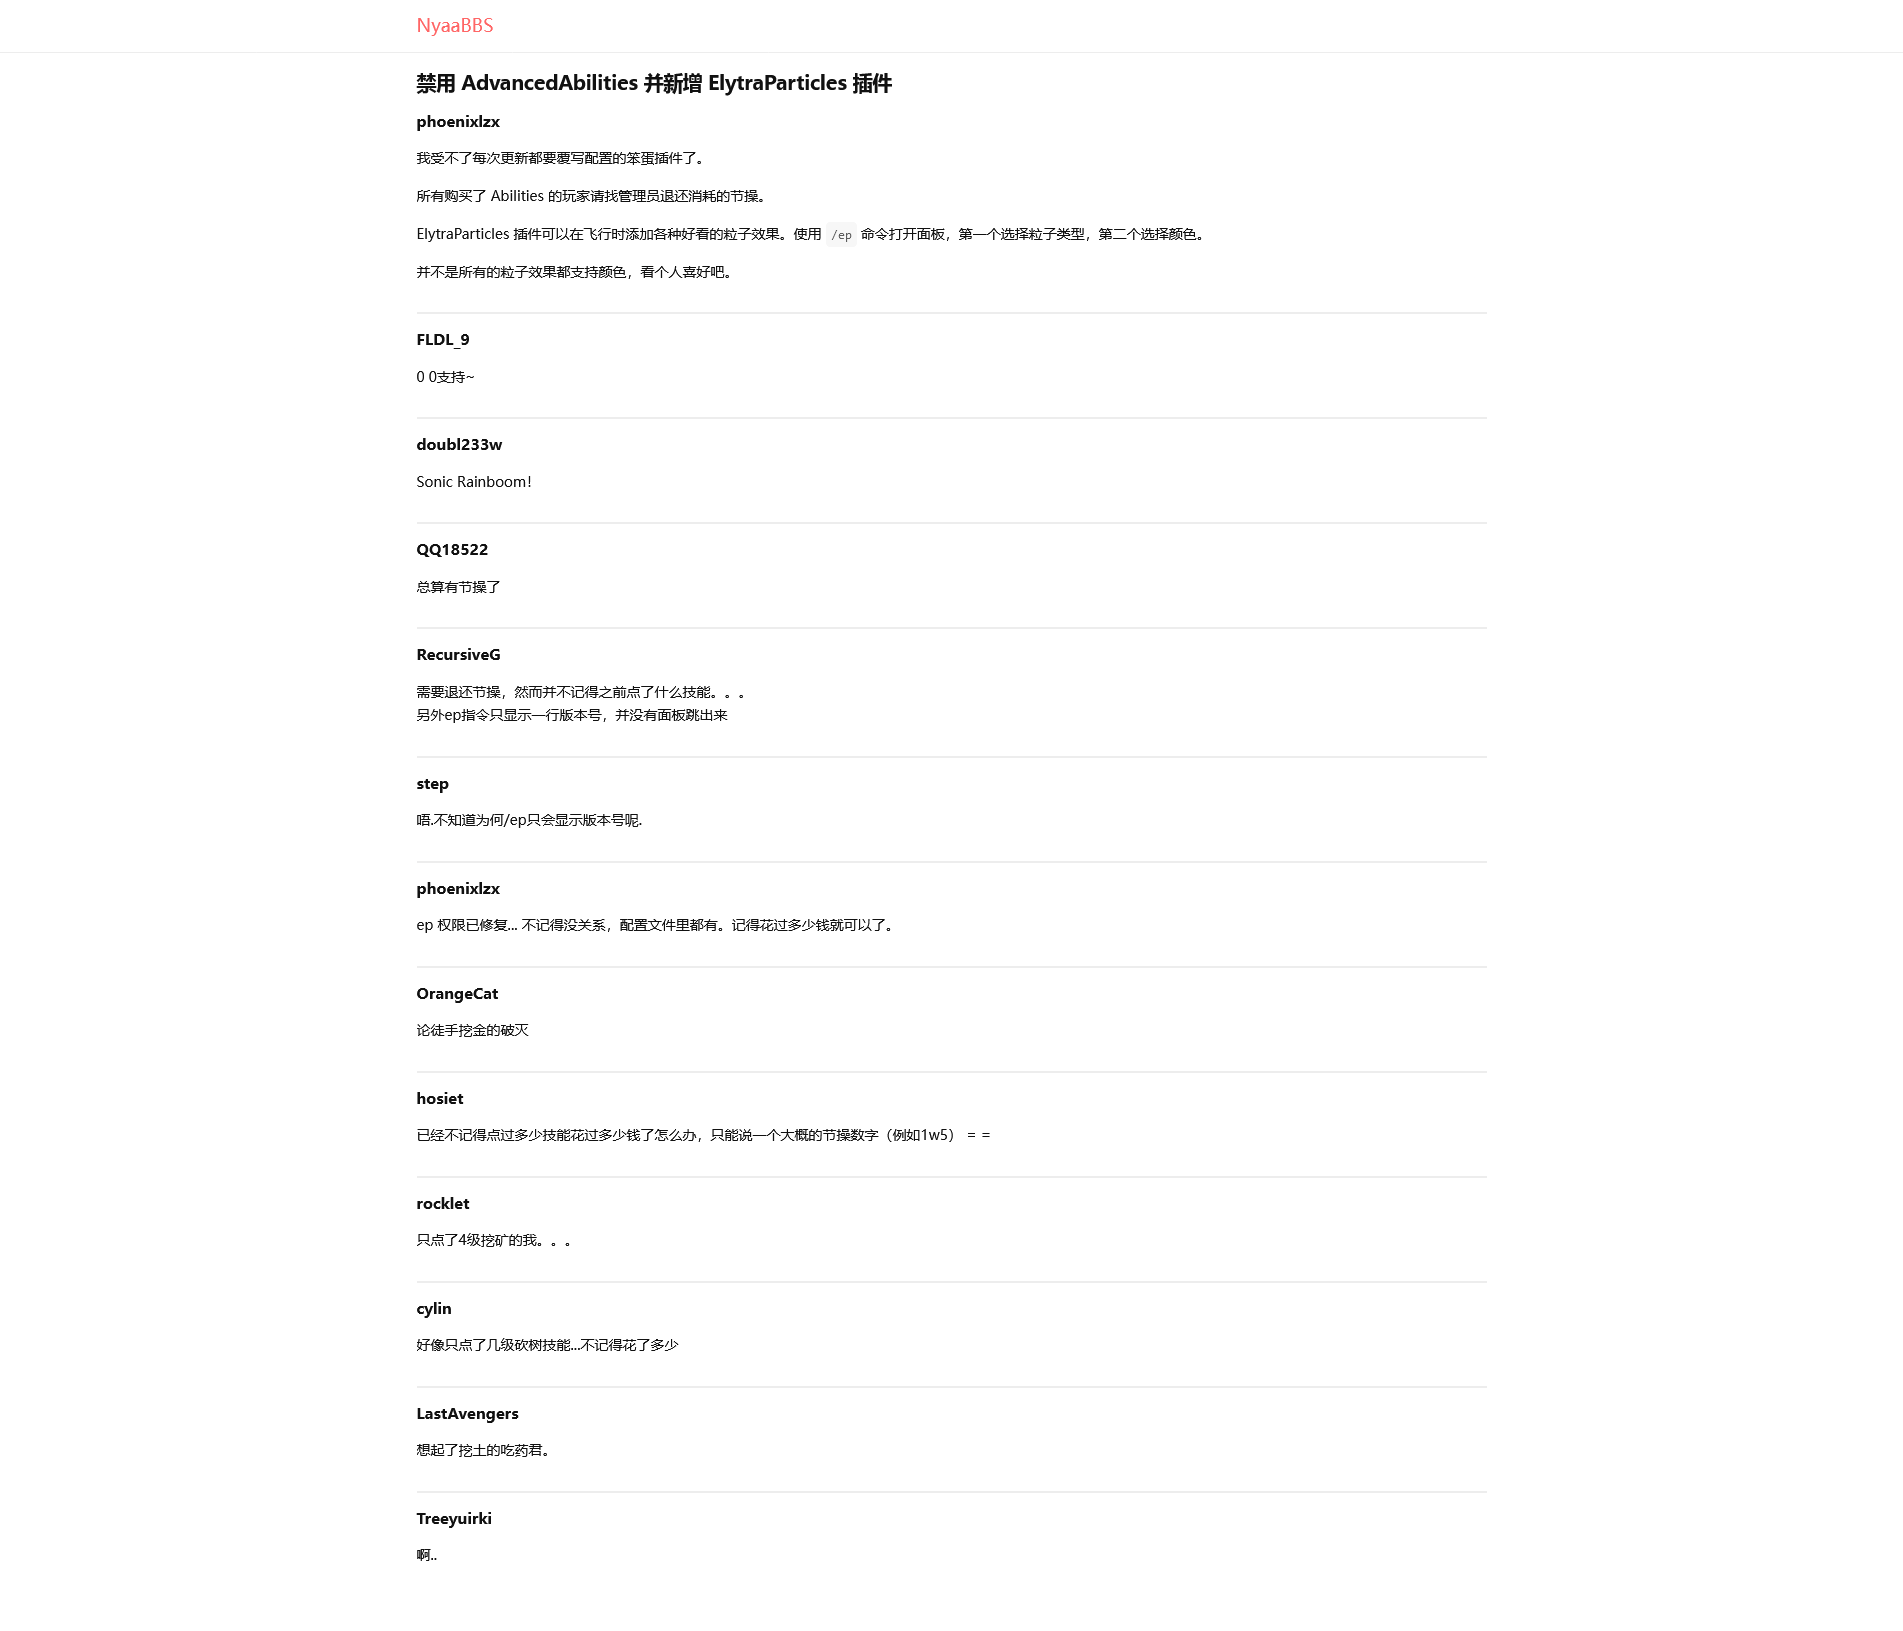 NyaaBBS
禁用 AdvancedAbilities 并新增 ElytraParticles 插件
phoenixlzx
我受不了每次更新都要覆写配置的笨蛋插件了。
所有购买了 Abilities 的玩家请找管理员退还消耗的节操。
ElytraParticles 插件可以在飞行时添加各种好看的粒子效果。使用 /ep 命令打开面板，第一个选择粒子类型，第二个选择颜色。
并不是所有的粒子效果都支持颜色，看个人喜好吧。
FLDL_9
0 0支持~
doubl233w
Sonic Rainboom！
QQ18522
总算有节操了
RecursiveG
需要退还节操，然而并不记得之前点了什么技能。。。
另外ep指令只显示一行版本号，并没有面板跳出来
step
唔.不知道为何/ep只会显示版本号呢.
phoenixlzx
ep 权限已修复... 不记得没关系，配置文件里都有。记得花过多少钱就可以了。
OrangeCat
论徒手挖金的破灭
hosiet
已经不记得点过多少技能花过多少钱了怎么办，只能说一个大概的节操数字（例如1w5） = =
rocklet
只点了4级挖矿的我。。。
cylin
好像只点了几级砍树技能...不记得花了多少
LastAvengers
想起了挖土的吃药君。
Treeyuirki
啊..